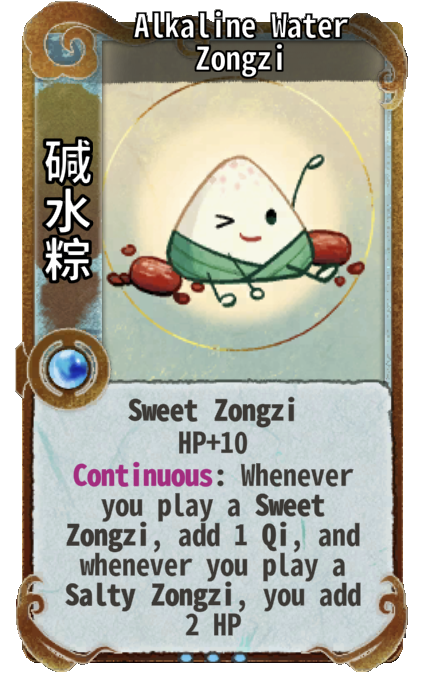 Alkaline Water
Zongzi
碱水粽
Sweet Zongzi
HP+10
Continuous: Whenever
you play a Sweet
Zongzi, add 1 Qi, and
whenever you play a
Salty Zongzi, you add
2 HP